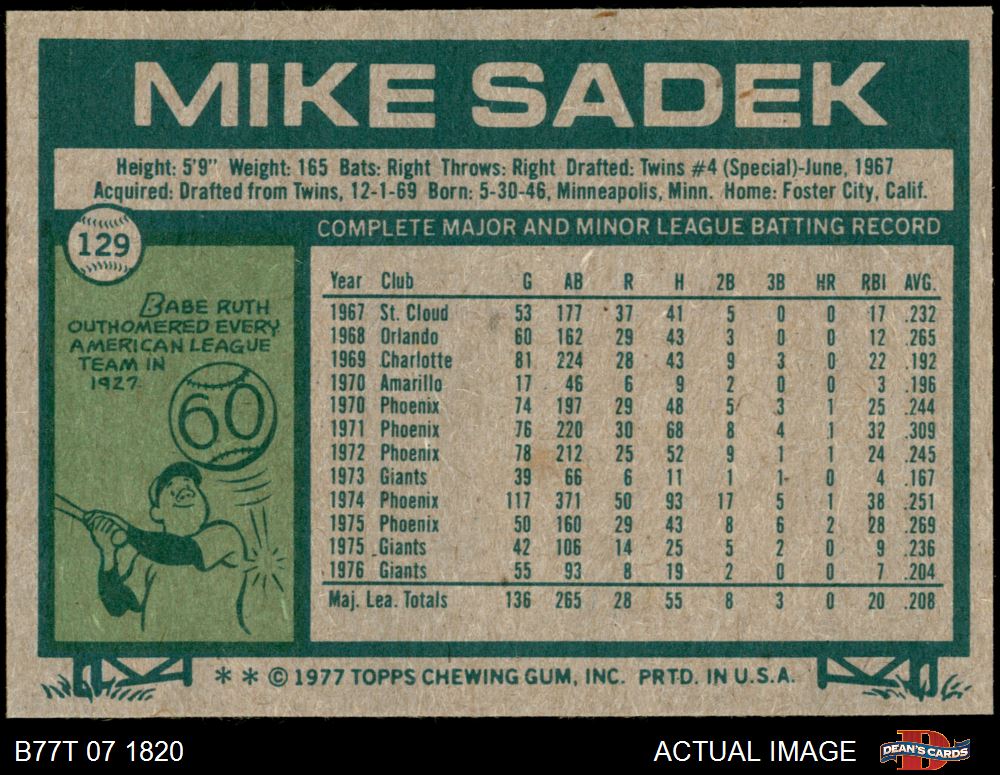 MIKE SADEK
Height: 5'9" Weight: 165 Bats: Right Throws: Right Drafted: Twins #4 (Special)-June, 1967
Acquired: Drafted from Twins, 12-1-69 Born: 5-30-46, Minneapolis, Minn. Home: Foster City, Calif.
129
BABE RUTH
OUTHOMERED EVERY
AMERICAN LEAGUE
TEAM IN
1927
60
COMPLETE MAJOR AND MINOR LEAGUE BATTING RECORD
Year Club G AB R H 2B 3B HR RBI AVG.
1967 St. Cloud 53 177 37 41 5 0 0 17 .232
1968 Orlando 60 162 29 43 3 0 0 12 .265
1969 Charlotte 81 224 28 43 9 3 0 22 .192
1970 Amarillo 17 46 6 9 2 0 0 3 .196
1970 Phoenix 74 197 29 48 5 3 1 25 .244
1971 Phoenix 76 220 30 68 8 4 1 32 .309
1972 Phoenix 78 212 25 52 9 1 1 24 .245
1973 Giants 39 66 6 11 1 1 0 4 .167
1974 Phoenix 117 371 50 93 17 5 1 38 .251
1975 Phoenix 50 160 29 43 8 6 2 28 .269
1975 Giants 42 106 14 25 5 2 0 9 .236
1976 Giants 55 93 8 19 2 0 0 7 .204
Maj. Lea. Totals 136 265 28 55 8 3 0 20 .208
* * © 1977 TOPPS CHEWING GUM, INC. PRTD. IN U.S.A.
B77T 07 1820
ACTUAL IMAGE
D
DEAN'S CARDS